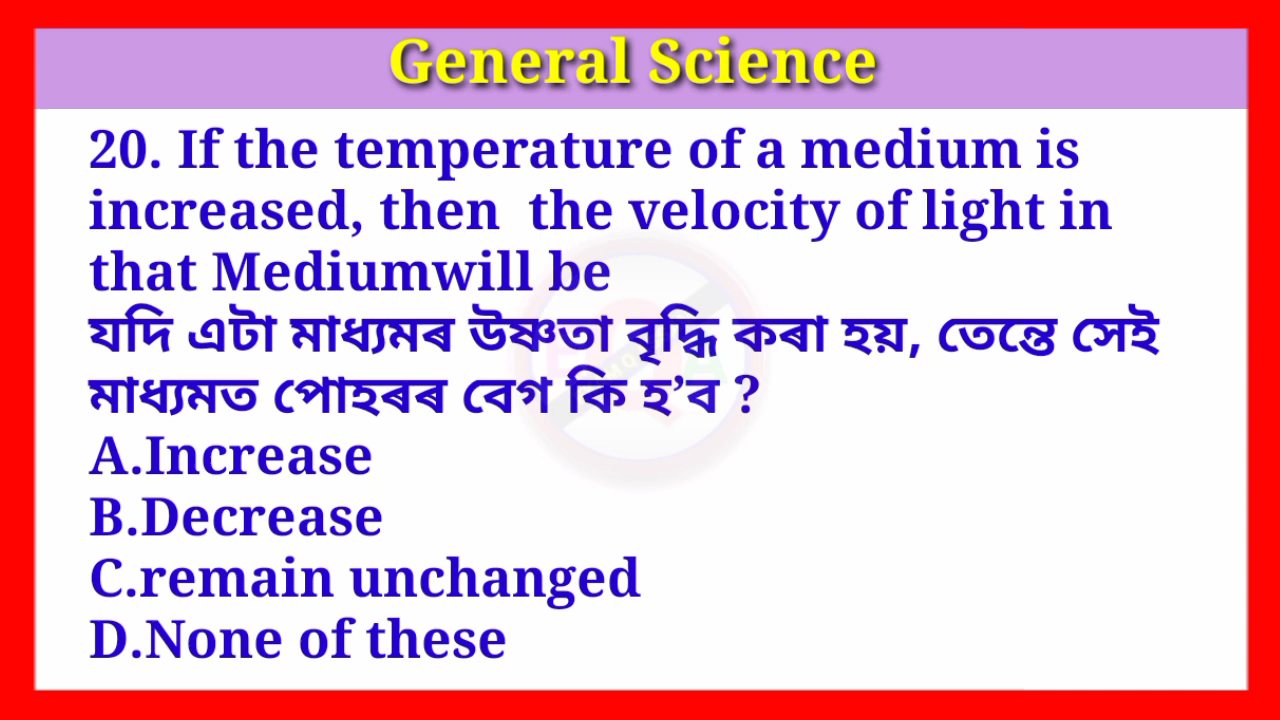 General Science
20. If the temperature of a medium is
increased, then  the velocity of light in
that Mediumwill be
যদি এটা মাধ্যমৰ উষ্ণতা বৃদ্ধি কৰা হয়, তেন্তে সেই
মাধ্যমত পোহৰৰ বেগ কি হ’ব ?
A.Increase
B.Decrease
C.remain unchanged
D.None of these